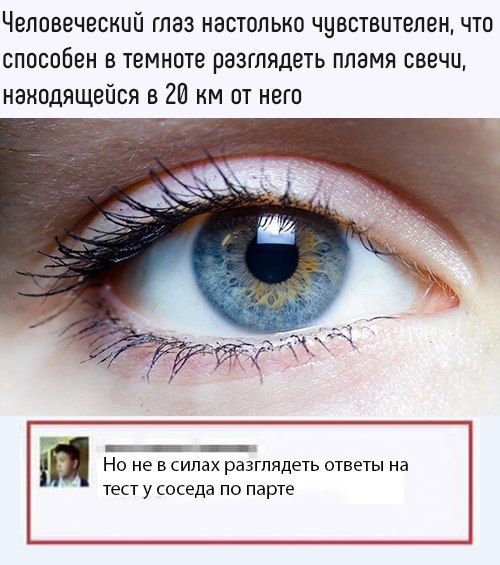 Человеческий глаз настолько чувствителен, что
способен в темноте разглядеть пламя свечи,
находящейся в 20 км от него
Но не в силах разглядеть ответы на
тест у соседа по парте